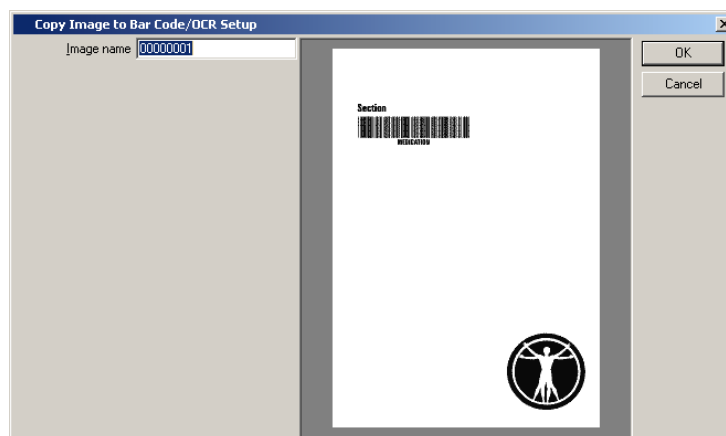 Copy Image to Bar Code/OCR Setup
Image name 00000001
OK
Cancel
Section
MEDICATION